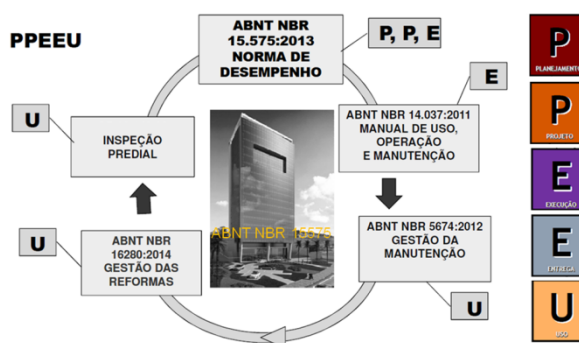 PPEEU
ABNT NBR
15.575:2013
NORMA DE
DESEMPENHO
P, P, E
E
ABNT NBR 14.037:2011
MANUAL DE USO,
OPERAÇÃO
E MANUTENÇÃO
ABNT NBR 5674:2012
GESTÃO DA
MANUTENÇÃO
U
ABNT NBR
16280:2014
GESTÃO DAS
REFORMAS
U
INSPEÇÃO
PREDIAL
U
ABNT NBR 15575
P
PLANEJAMENTO
P
PROJETO
E
EXECUÇÃO
E
ENTREGA
U
USO